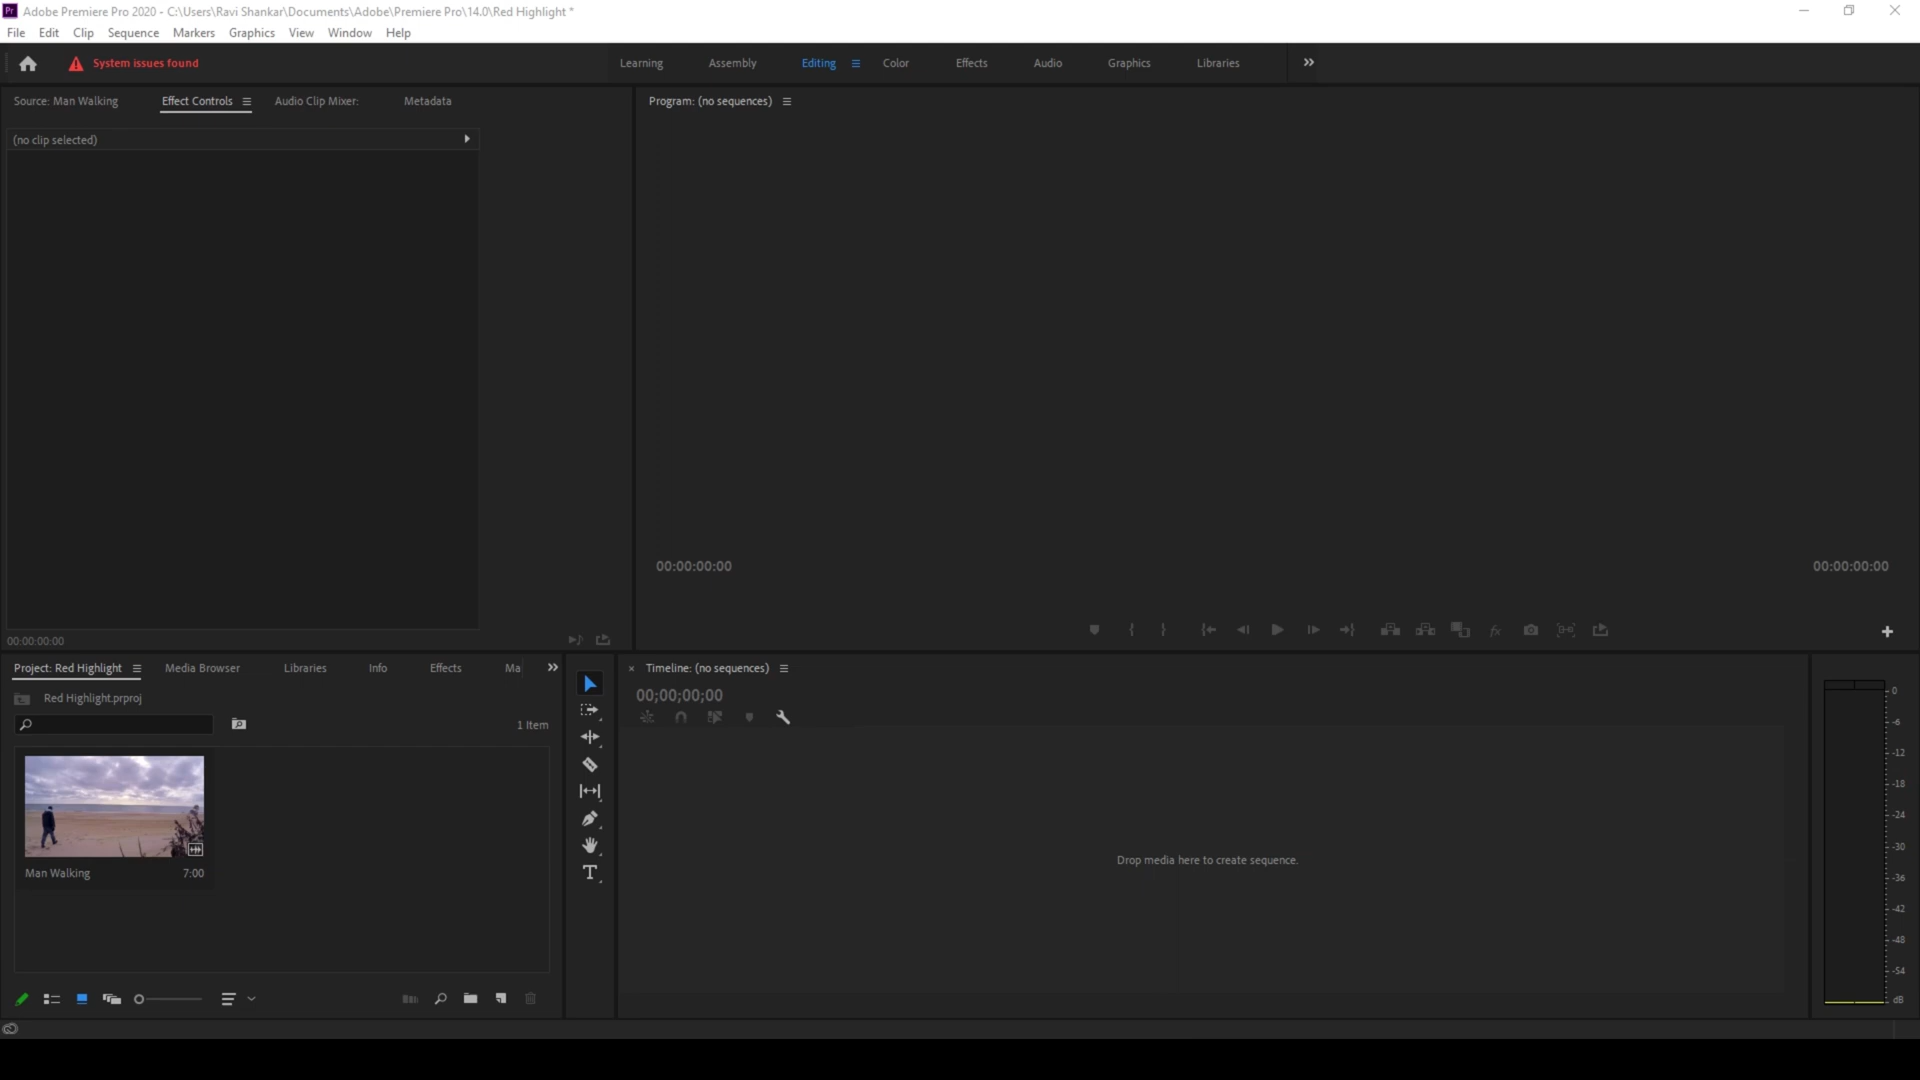 Adobe Premiere Pro 2020 - C:\Users\Ravi Shankar\Documents\Adobe\Premiere Pro\14.0\Red Highlight *
File Edit Clip Sequence Markers Graphics View Window Help
System issues found
Learning Assembly Editing Color Effects Audio Graphics Libraries
Source: Man Walking Effect Controls Audio Clip Mixer: Metadata
(no clip selected)
00:00:00:00
Program: (no sequences)
00:00:00:00 00:00:00:00
Project: Red Highlight Media Browser Libraries Info Effects Ma
Red Highlight.prproj
1 Item
Man Walking 7:00
Timeline: (no sequences)
00;00;00;00
Drop media here to create sequence.
0
-6
-12
-18
-24
-30
-36
-42
-48
-54
dB